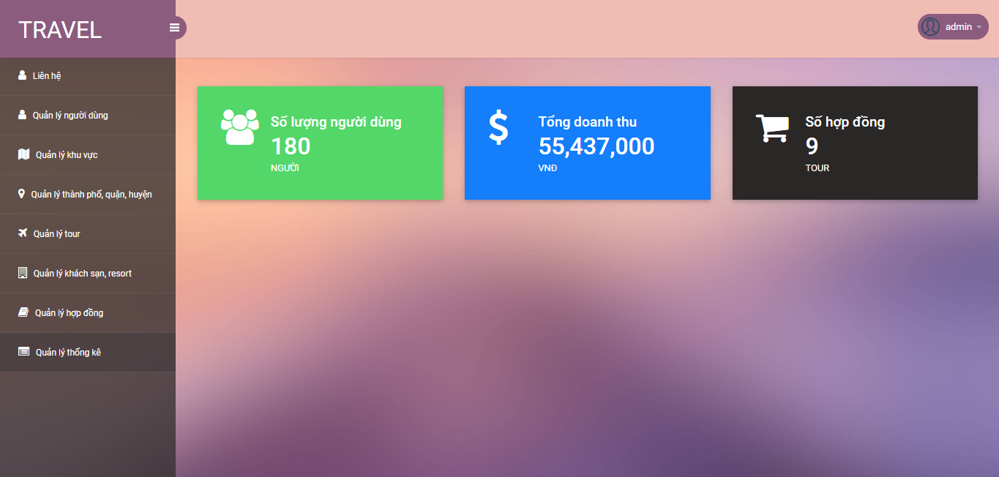 TRAVEL
admin
Liên hệ
Quản lý người dùng
Quản lý khu vực
Quản lý thành phố, quận, huyện
Quản lý tour
Quản lý khách sạn, resort
Quản lý hợp đồng
Quản lý thống kê
Số lượng người dùng
180
NGƯỜI
Tổng doanh thu
55,437,000
VNĐ
Số hợp đồng
9
TOUR